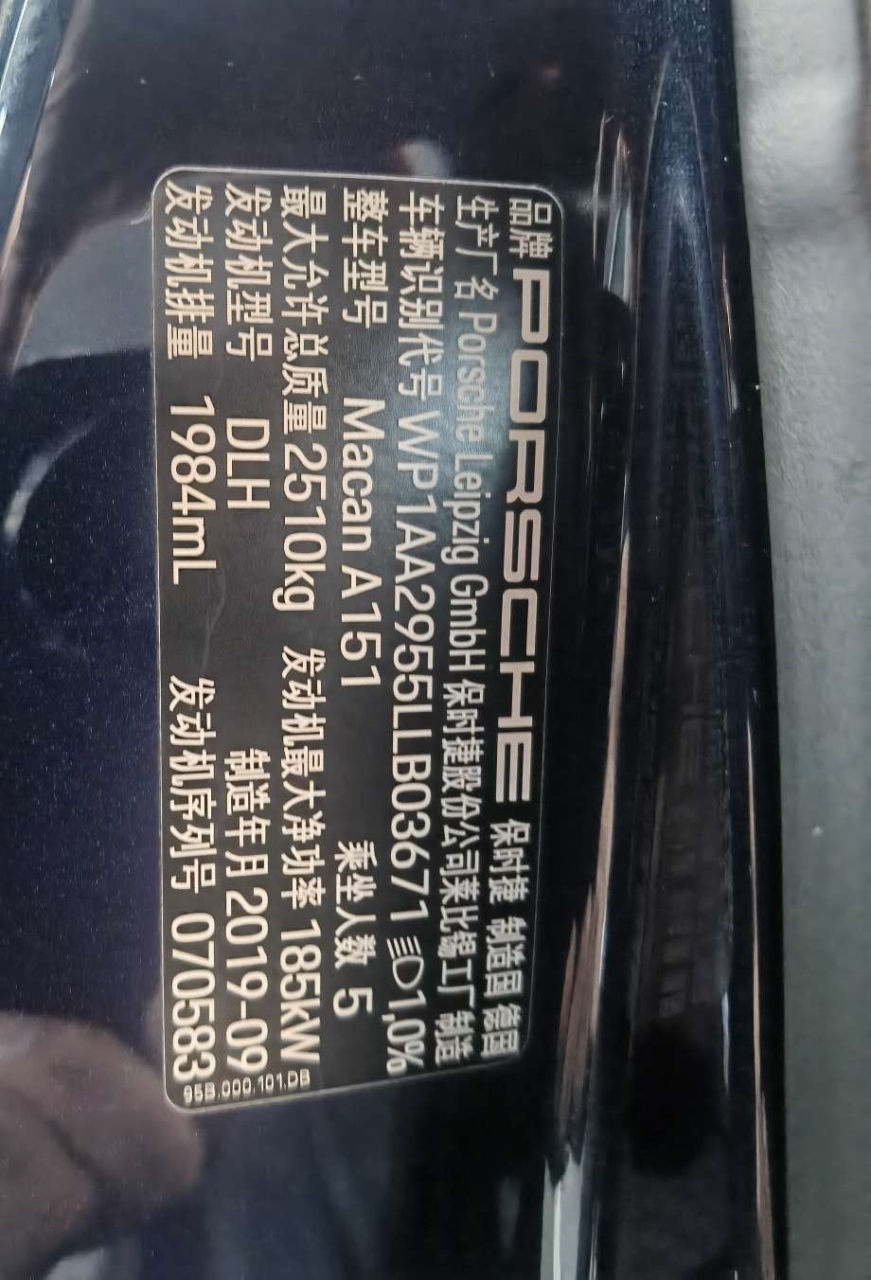 品牌 PORSCHE 保时捷 制造国 德国
生产厂名 Porsche Leipzig GmbH 保时捷股份公司莱比锡工厂 制造
车辆识别代号 WP1AA2955LLB03671 1,0%
整车型号 Macan A151 乘坐人数 5
最大允许总质量 2510kg 发动机最大净功率 185kW
发动机型号 DLH 制造年月 2019-09
发动机排量 1984mL 发动机序列号 070583
95B.000.101.DB